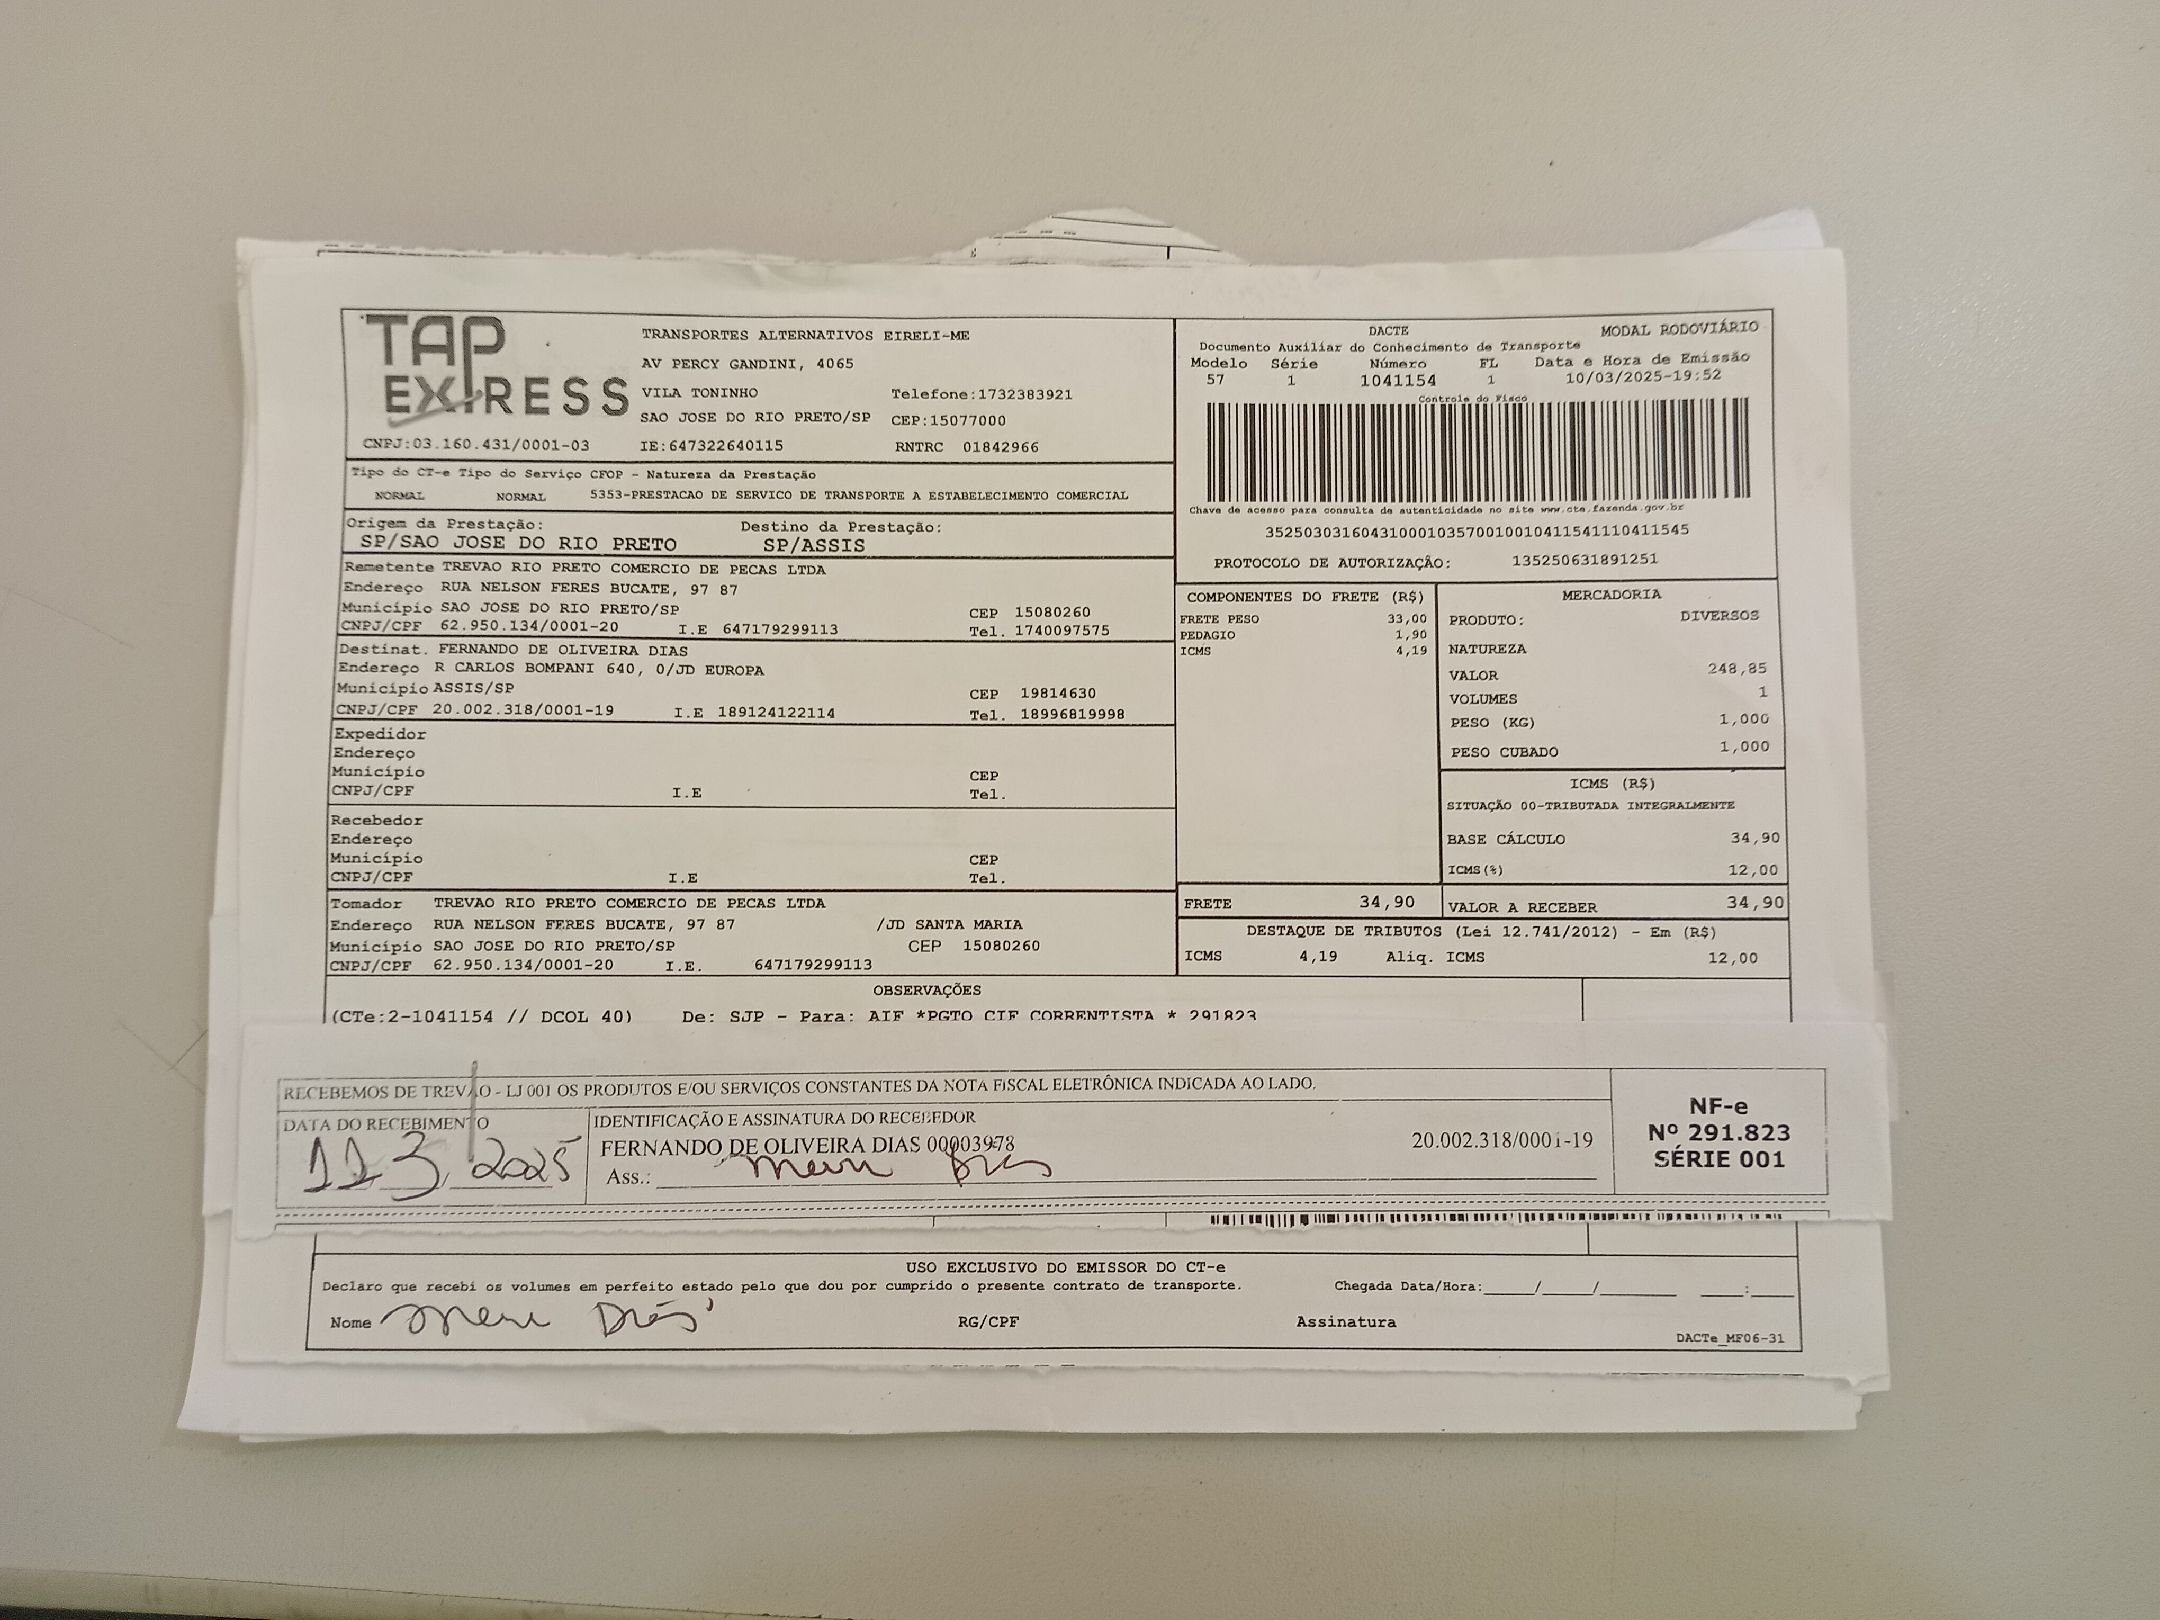 TAP EXPRESS
TRANSPORTES ALTERNATIVOS EIRELI-ME
AV PERCY GANDINI, 4065
VILA TONINHO Telefone:1732383921
SAO JOSE DO RIO PRETO/SP CEP:15077000
CNPJ:03.160.431/0001-03 IE:647322640115 RNTRC 01842966
DACTE MODAL RODOVIÁRIO
Documento Auxiliar do Conhecimento de Transporte
Modelo Série Número FL Data e Hora de Emissão
57 1 1041154 1 10/03/2025-19:52
Controle do Fisco
Chave de acesso para consulta de autenticidade no site www.cte.fazenda.gov.br
35250303160431000103570010010411541110411545
PROTOCOLO DE AUTORIZAÇÃO: 135250631891251
Tipo do CT-e Tipo do Serviço CFOP - Natureza da Prestação
NORMAL NORMAL 5353-PRESTACAO DE SERVICO DE TRANSPORTE A ESTABELECIMENTO COMERCIAL
Origem da Prestação: Destino da Prestação:
SP/SAO JOSE DO RIO PRETO SP/ASSIS
Remetente TREVAO RIO PRETO COMERCIO DE PECAS LTDA
Endereço RUA NELSON FERES BUCATE, 97 87
Município SAO JOSE DO RIO PRETO/SP CEP 15080260
CNPJ/CPF 62.950.134/0001-20 I.E 647179299113 Tel. 1740097575
Destinat. FERNANDO DE OLIVEIRA DIAS
Endereço R CARLOS BOMPANI 640, 0/JD EUROPA
Município ASSIS/SP CEP 19814630
CNPJ/CPF 20.002.318/0001-19 I.E 189124122114 Tel. 18996819998
Expedidor
Endereço
Município CEP
CNPJ/CPF I.E Tel.
Recebedor
Endereço
Município CEP
CNPJ/CPF I.E Tel.
Tomador TREVAO RIO PRETO COMERCIO DE PECAS LTDA
Endereço RUA NELSON FERES BUCATE, 97 87 /JD SANTA MARIA
Município SAO JOSE DO RIO PRETO/SP CEP 15080260
CNPJ/CPF 62.950.134/0001-20 I.E. 647179299113
COMPONENTES DO FRETE (R$)
FRETE PESO 33,00
PEDAGIO 1,90
ICMS 4,19
MERCADORIA
PRODUTO: DIVERSOS
NATUREZA
VALOR 248,85
VOLUMES 1
PESO (KG) 1,000
PESO CUBADO 1,000
ICMS (R$)
SITUAÇÃO 00-TRIBUTADA INTEGRALMENTE
BASE CÁLCULO 34,90
ICMS(%) 12,00
FRETE 34,90 VALOR A RECEBER 34,90
DESTAQUE DE TRIBUTOS (Lei 12.741/2012) - Em (R$)
ICMS 4,19 Aliq. ICMS 12,00
OBSERVAÇÕES
(CTe:2-1041154 // DCOL 40) De: SJP - Para: AIF *PGTO CIF CORRENTISTA * 291823
RECEBEMOS DE TREVÃO - LJ 001 OS PRODUTOS E/OU SERVIÇOS CONSTANTES DA NOTA FISCAL ELETRÔNICA INDICADA AO LADO.
DATA DO RECEBIMENTO IDENTIFICAÇÃO E ASSINATURA DO RECEBEDOR
11 3 2025 FERNANDO DE OLIVEIRA DIAS 00003978 20.002.318/0001-19
Ass.: Meri Dias
NF-e
Nº 291.823
SÉRIE 001
USO EXCLUSIVO DO EMISSOR DO CT-e
Declaro que recebi os volumes em perfeito estado pelo que dou por cumprido o presente contrato de transporte. Chegada Data/Hora:_____/_____/________ ____:____
Nome Meri Dias RG/CPF Assinatura
DACTe_MF06-31